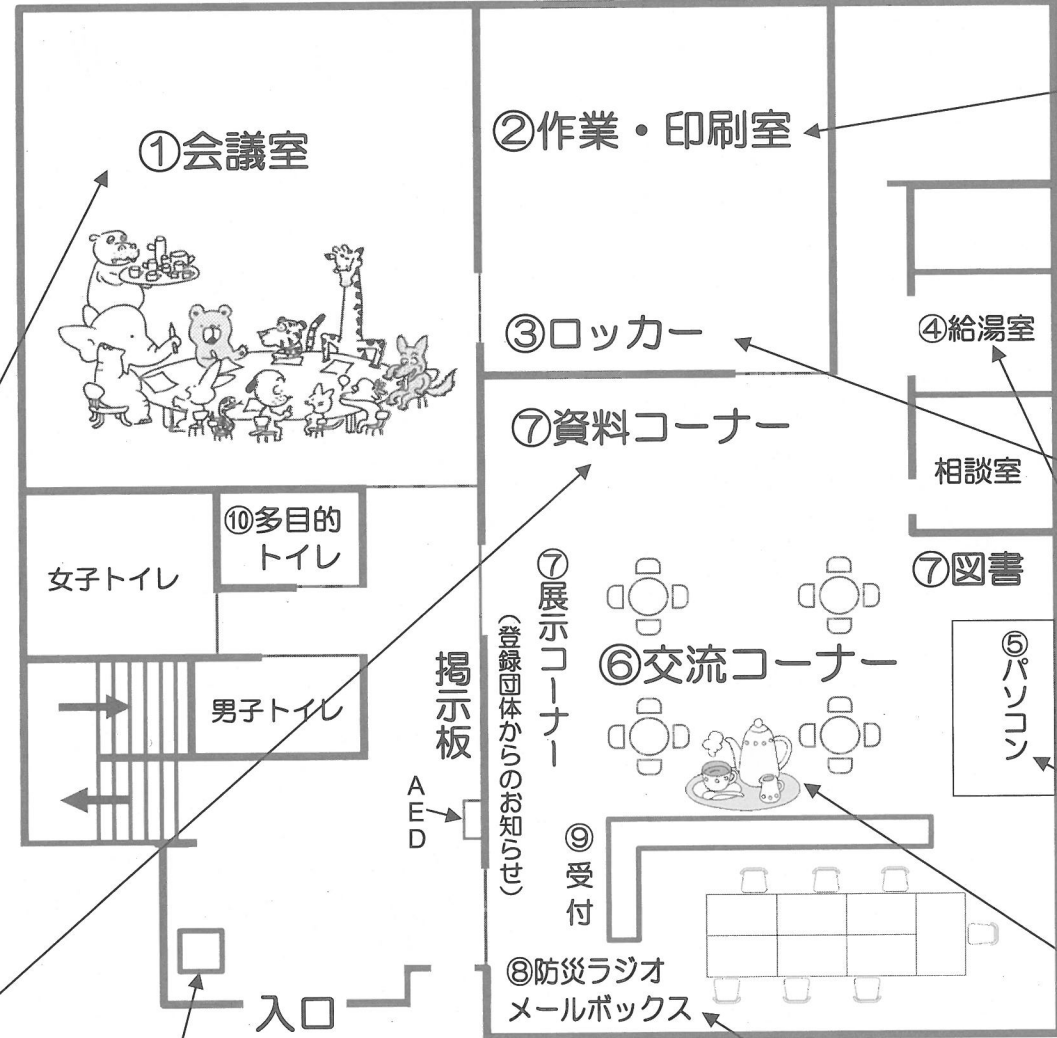 ①会議室
②作業・印刷室
③ロッカー
④給湯室
⑦資料コーナー
相談室
⑩多目的
トイレ
女子トイレ
⑦展示コーナー
(登録団体からのお知らせ)
⑦図書
⑤パソコン
⑥交流コーナー
掲示板
男子トイレ
AED
⑨受付
⑧防災ラジオ
メールボックス
入口